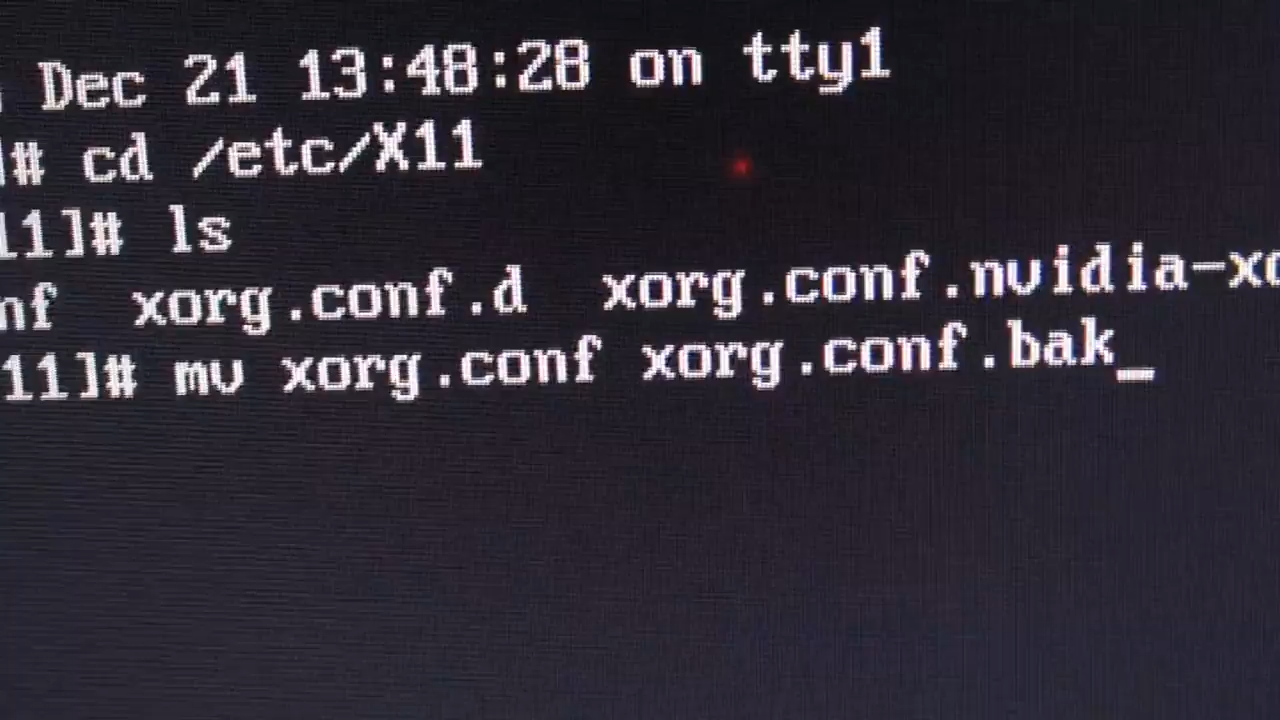 Dec 21 13:48:28 on tty1
]# cd /etc/X11
11]# ls
nf xorg.conf.d xorg.conf.nvidia-xc
11]# mv xorg.conf xorg.conf.bak_